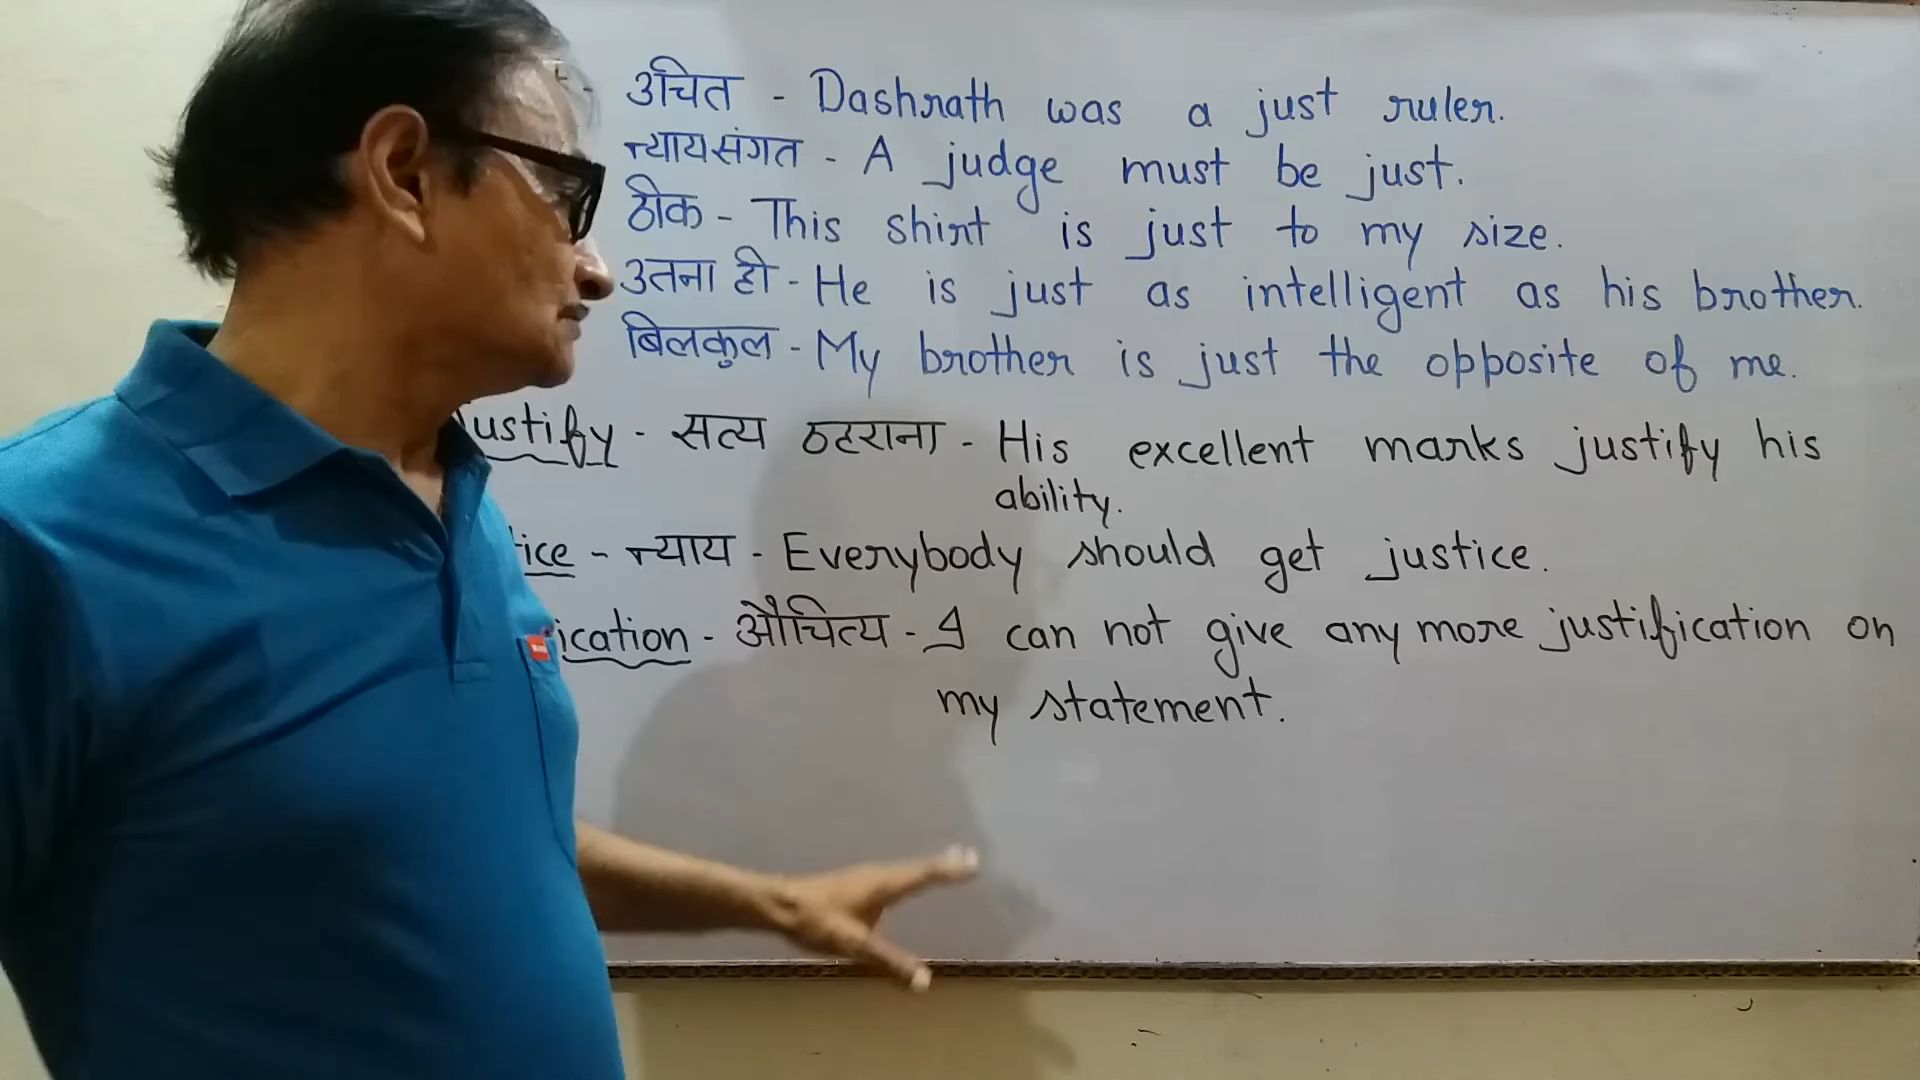 उचित - Dashrath was a just ruler.
न्यायसंगत - A judge must be just.
ठीक - This shirt is just to my size.
उतना ही - He is just as intelligent as his brother.
बिलकुल - My brother is just the opposite of me.
ustify - सत्य ठहराना - His excellent marks justify his
ability.
ice - न्याय - Everybody should get justice.
ication - औचित्य - I can not give any more justification on
my statement.